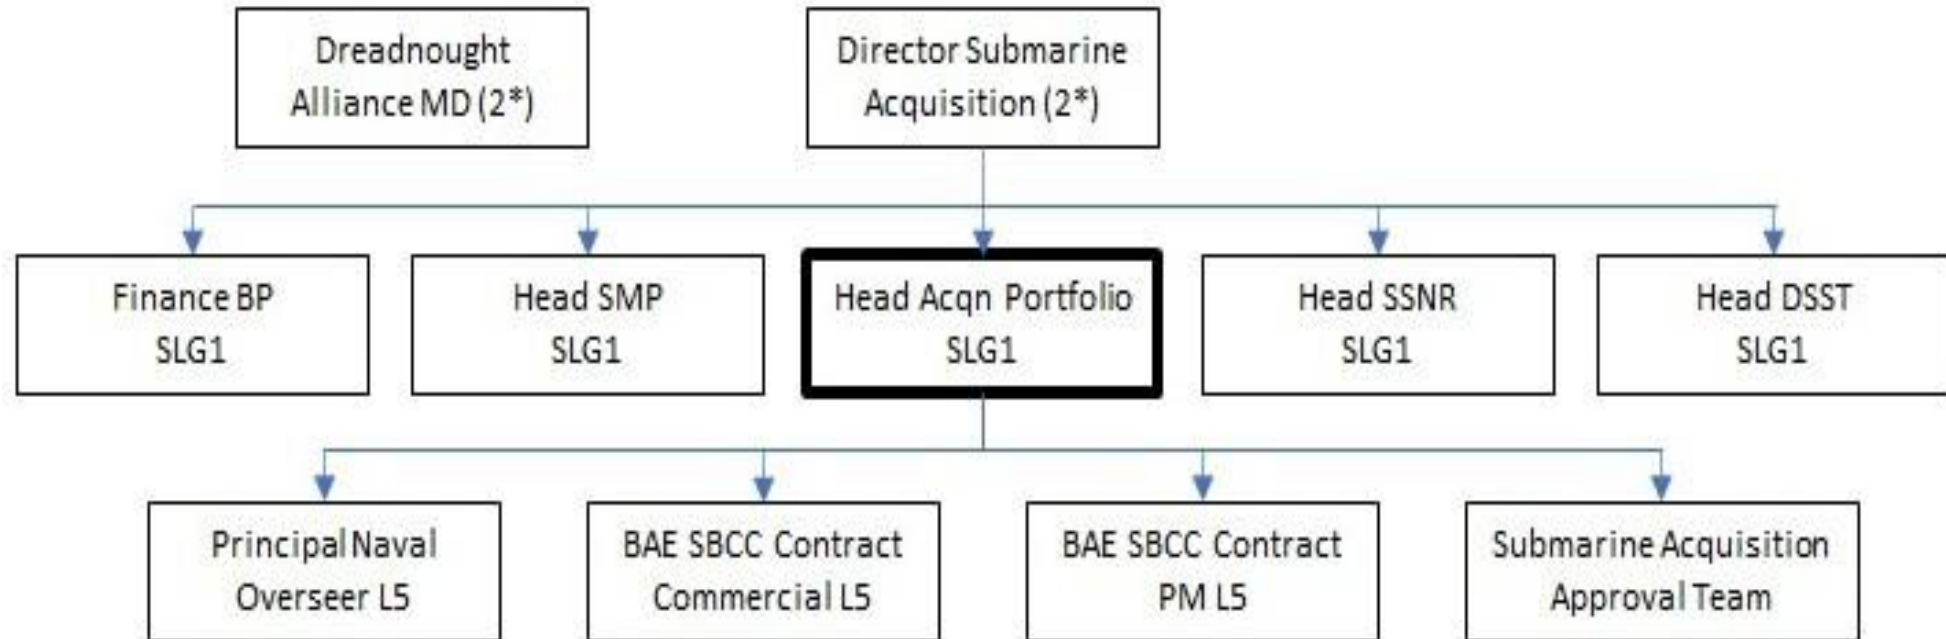 Dreadnought
Alliance MD (2*)
Director Submarine
Acquisition (2*)
Finance BP
SLG1
Head SMP
SLG1
Head Acqn Portfolio
SLG1
Head SSNR
SLG1
Head DSST
SLG1
Principal Naval
Overseer L5
BAE SBCC Contract
Commercial L5
BAE SBCC Contract
PM L5
Submarine Acquisition
Approval Team